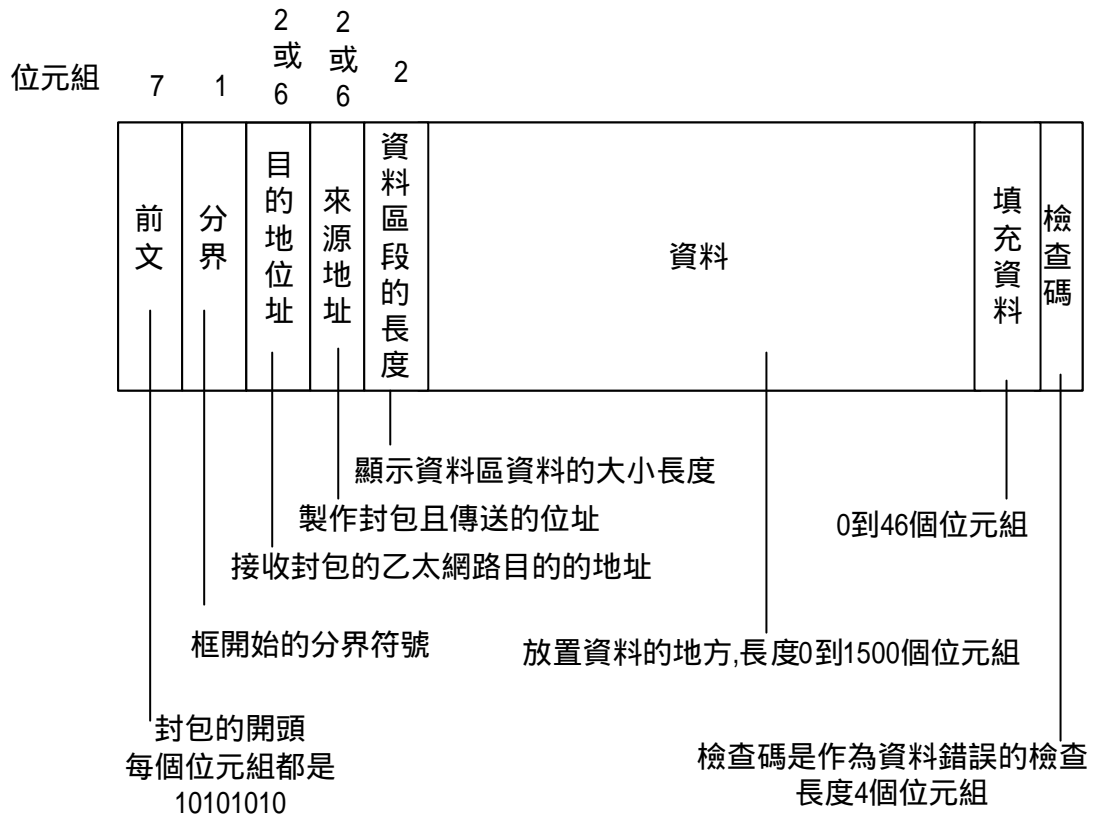 位元組 7 1 2或6 2或6 2
前文
分界
目的地位址
來源地址
資料區段的長度
資料
填充資料
檢查碼
顯示資料區資料的大小長度
製作封包且傳送的位址
0到46個位元組
接收封包的乙太網路目的的地址
框開始的分界符號
放置資料的地方,長度0到1500個位元組
封包的開頭
每個位元組都是
10101010
檢查碼是作為資料錯誤的檢查
長度4個位元組